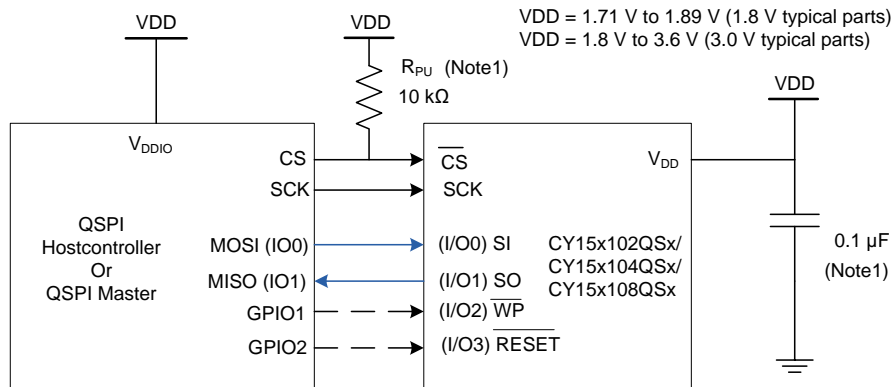 VDD = 1.71 V to 1.89 V (1.8 V typical parts)
VDD = 1.8 V to 3.6 V (3.0 V typical parts)
VDD
VDD
VDD
RPU (Note1)
10 kΩ
VDDIO
QSPI
Hostcontroller
Or
QSPI Master
CS
SCK
MOSI (IO0)
MISO (IO1)
GPIO1
GPIO2
CS
SCK
(I/O0) SI
(I/O1) SO
(I/O2) WP
(I/O3) RESET
VDD
CY15x102QSx/
CY15x104QSx/
CY15x108QSx
0.1 µF
(Note1)